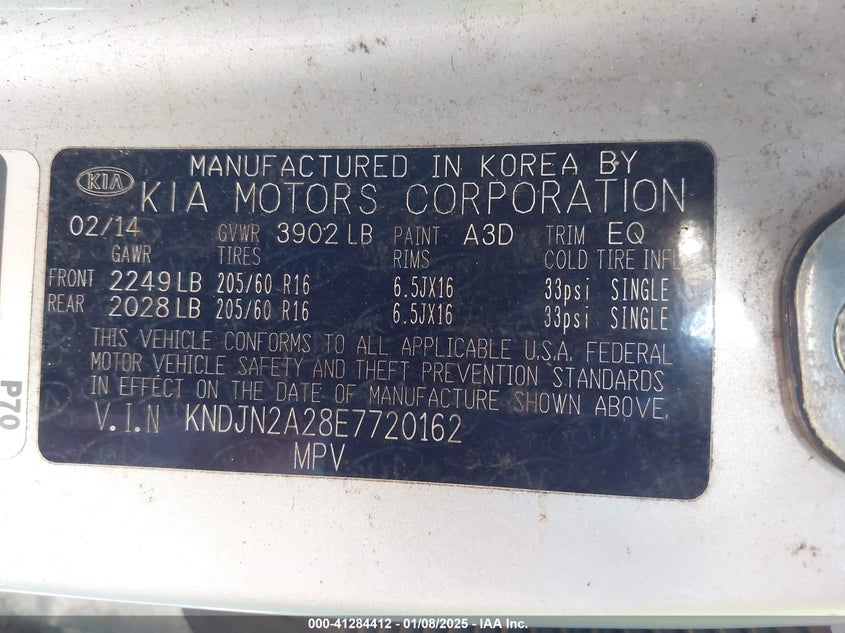 MANUFACTURED IN KOREA BY
KIA KIA MOTORS CORPORATION
02/14 GVWR 3902 LB PAINT A3D TRIM EQ
GAWR TIRES RIMS COLD TIRE INFL
FRONT 2249 LB 205/60 R16 6.5JX16 33psi SINGLE
REAR 2028 LB 205/60 R16 6.5JX16 33psi SINGLE
THIS VEHICLE CONFORMS TO ALL APPLICABLE U.S.A. FEDERAL
MOTOR VEHICLE SAFETY AND THEFT PREVENTION STANDARDS
IN EFFECT ON THE DATE OF MANUFACTURE SHOWN ABOVE.
V.I.N KNDJN2A28E7720162
MPV
P70
000-41284412 - 01/08/2025 - IAA Inc.